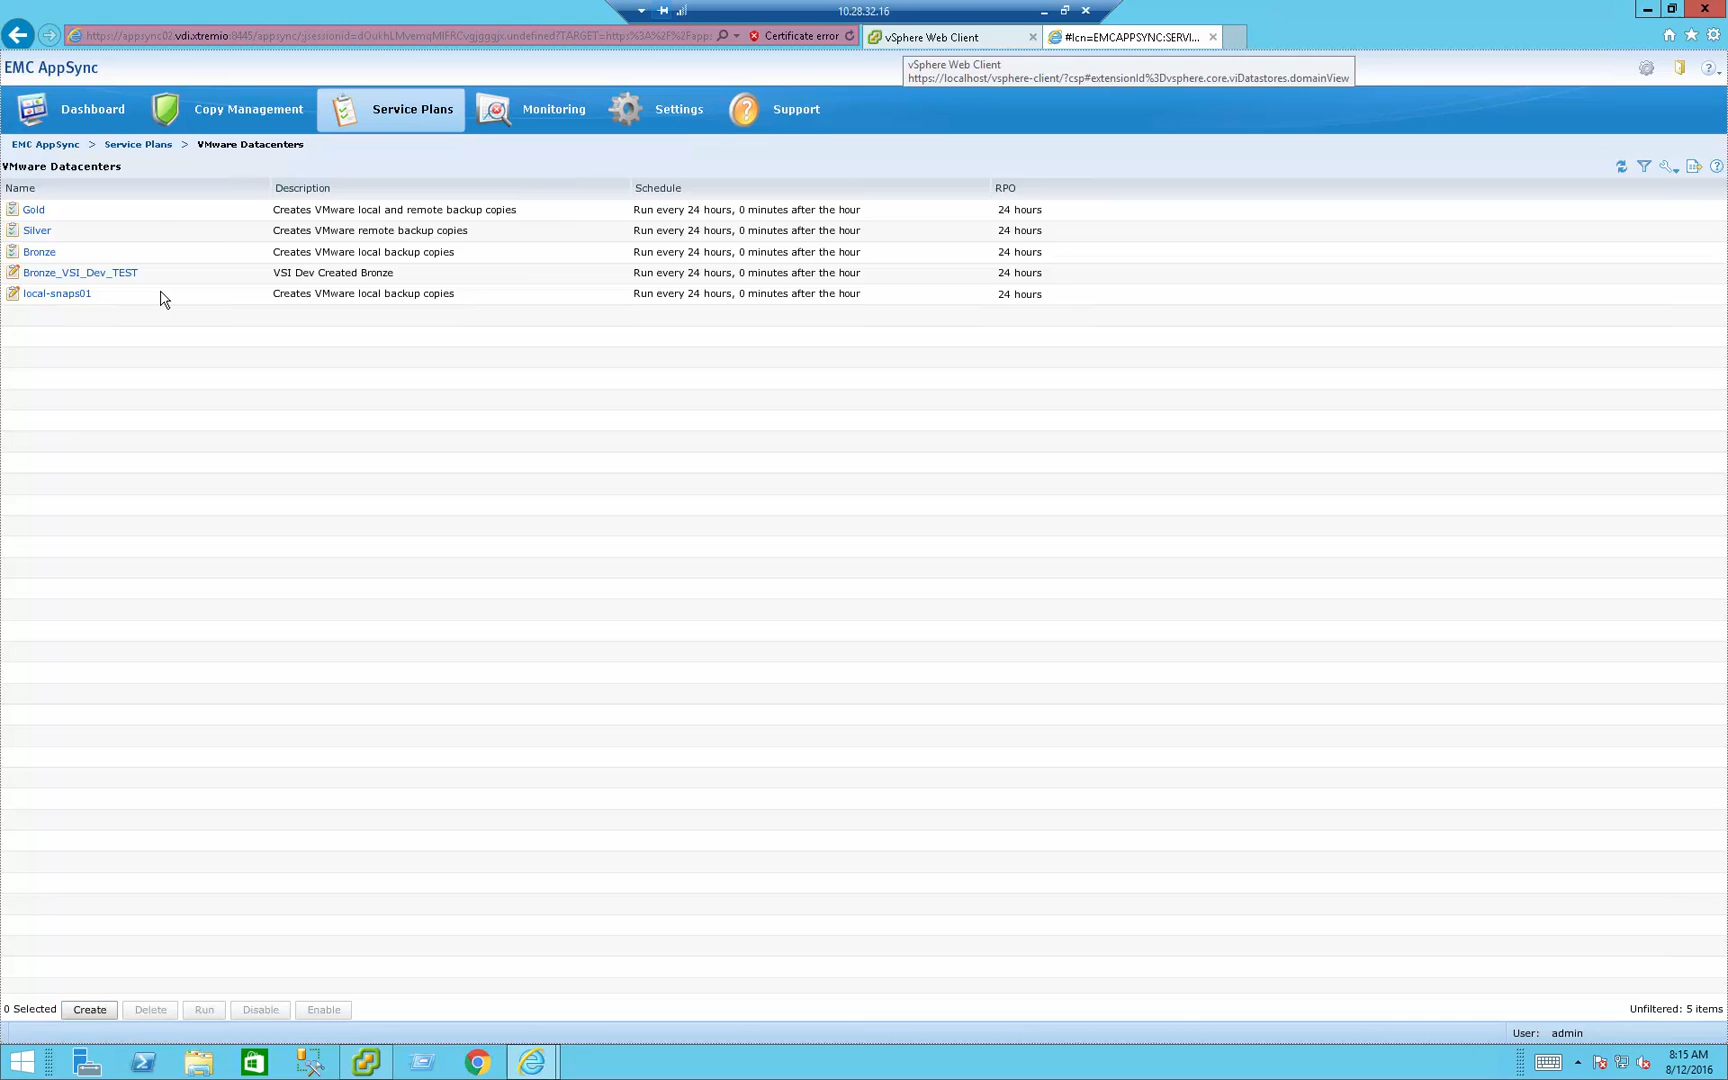 10.28.32.16
Certificate error
vSphere Web Client
#lcn=EMCAPPSYNC:SERVI...
EMC AppSync
vSphere Web Client
https://localhost/vsphere-client/?csp#extensionId%3Dvsphere.core.viDatastores.domainView
Dashboard
Copy Management
Service Plans
Monitoring
Settings
Support
EMC AppSync > Service Plans > VMware Datacenters
VMware Datacenters
Name Description Schedule RPO
Gold Creates VMware local and remote backup copies Run every 24 hours, 0 minutes after the hour 24 hours
Silver Creates VMware remote backup copies Run every 24 hours, 0 minutes after the hour 24 hours
Bronze Creates VMware local backup copies Run every 24 hours, 0 minutes after the hour 24 hours
Bronze_VSI_Dev_TEST VSI Dev Created Bronze Run every 24 hours, 0 minutes after the hour 24 hours
local-snaps01 Creates VMware local backup copies Run every 24 hours, 0 minutes after the hour 24 hours
0 Selected Create Delete Run Disable Enable
Unfiltered: 5 items
User: admin
8:15 AM
8/12/2016